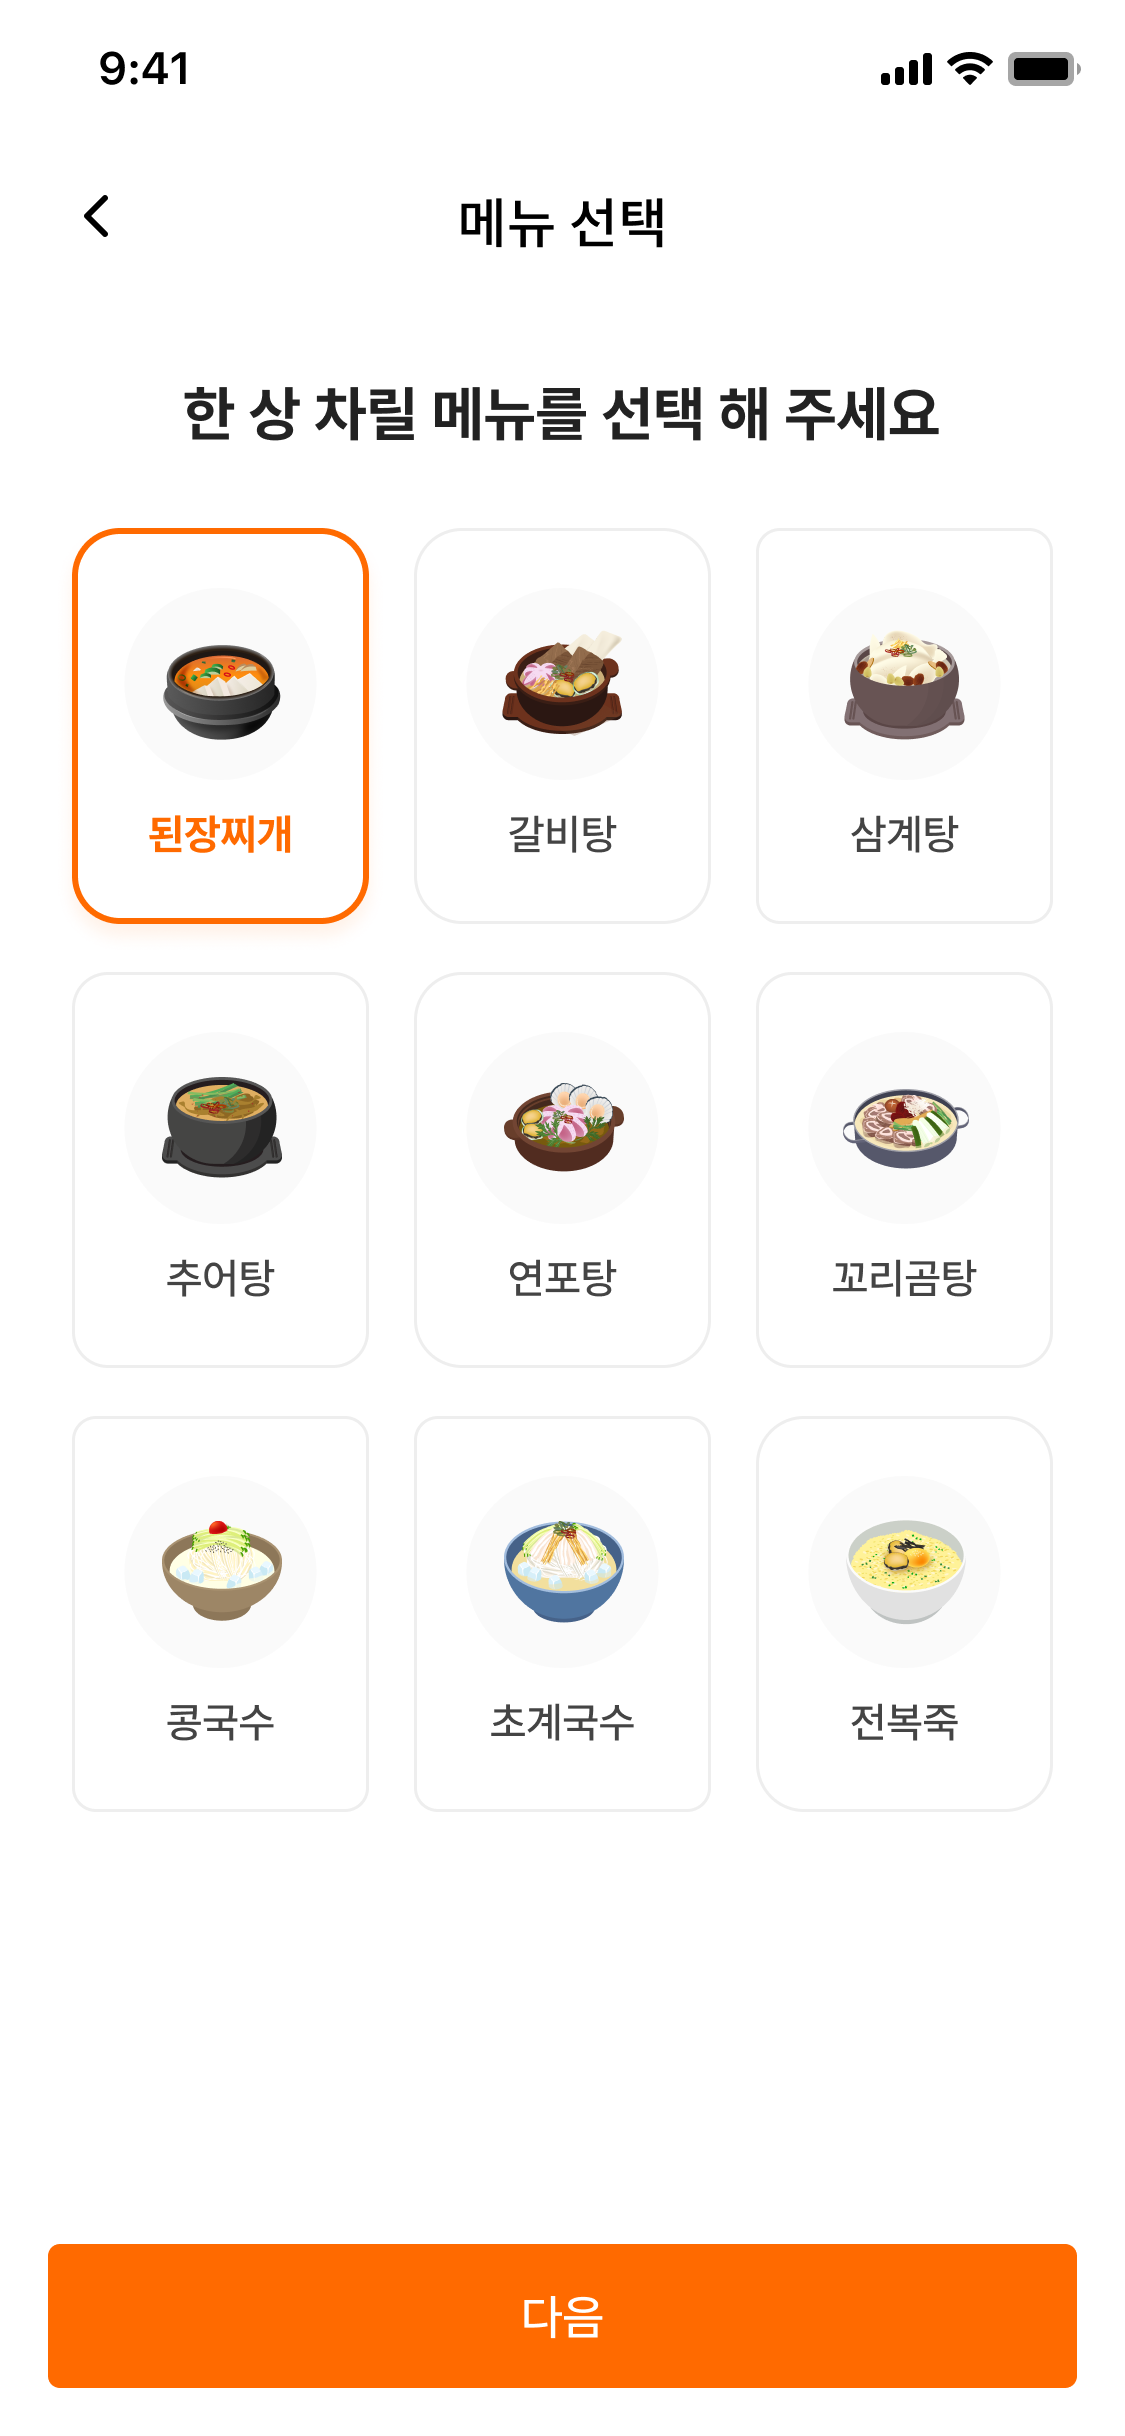 9:41
메뉴 선택
한 상 차릴 메뉴를 선택 해 주세요
된장찌개
갈비탕
삼계탕
추어탕
연포탕
꼬리곰탕
콩국수
초계국수
전복죽
다음